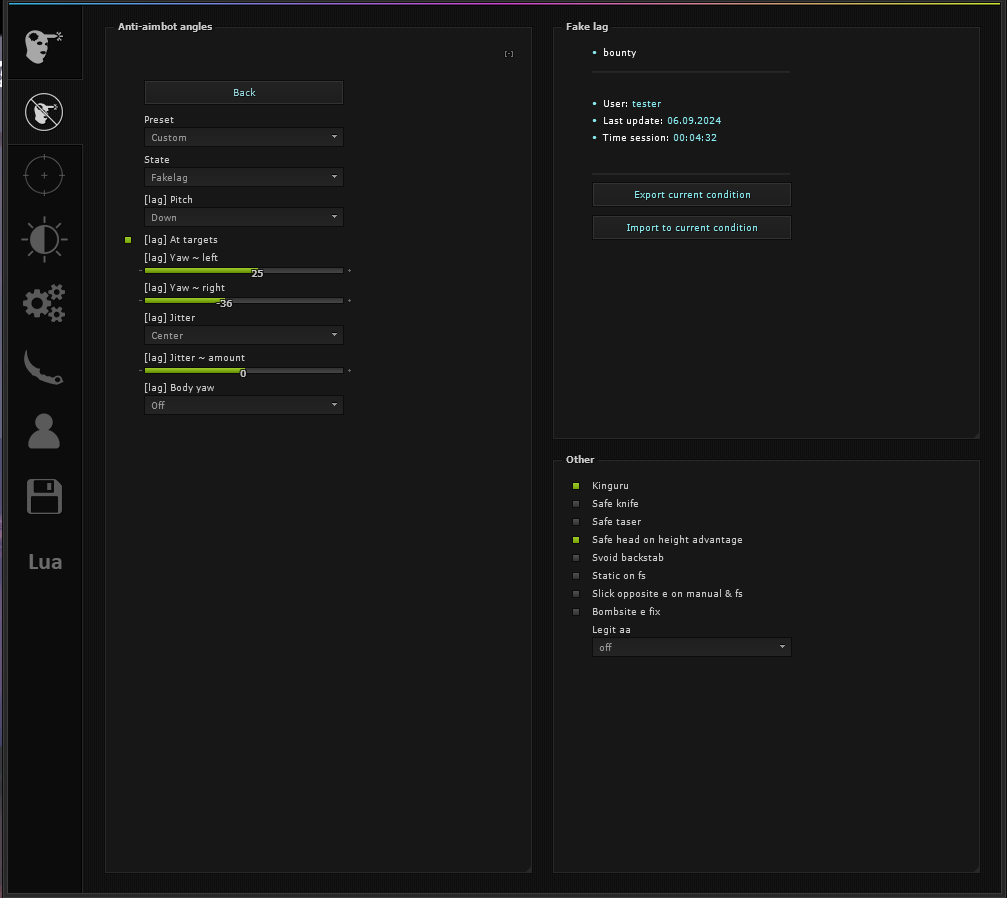 Anti-aimbot angles
[-]
Back
Preset
Custom
State
Fakelag
[lag] Pitch
Down
[lag] At targets
[lag] Yaw ~ left
25
[lag] Yaw ~ right
-36
[lag] Jitter
Center
[lag] Jitter ~ amount
0
[lag] Body yaw
Off
Lua
Fake lag
• bounty
• User: tester
• Last update: 06.09.2024
• Time session: 00:04:32
Export current condition
Import to current condition
Other
Kinguru
Safe knife
Safe taser
Safe head on height advantage
Svoid backstab
Static on fs
Slick opposite e on manual & fs
Bombsite e fix
Legit aa
off